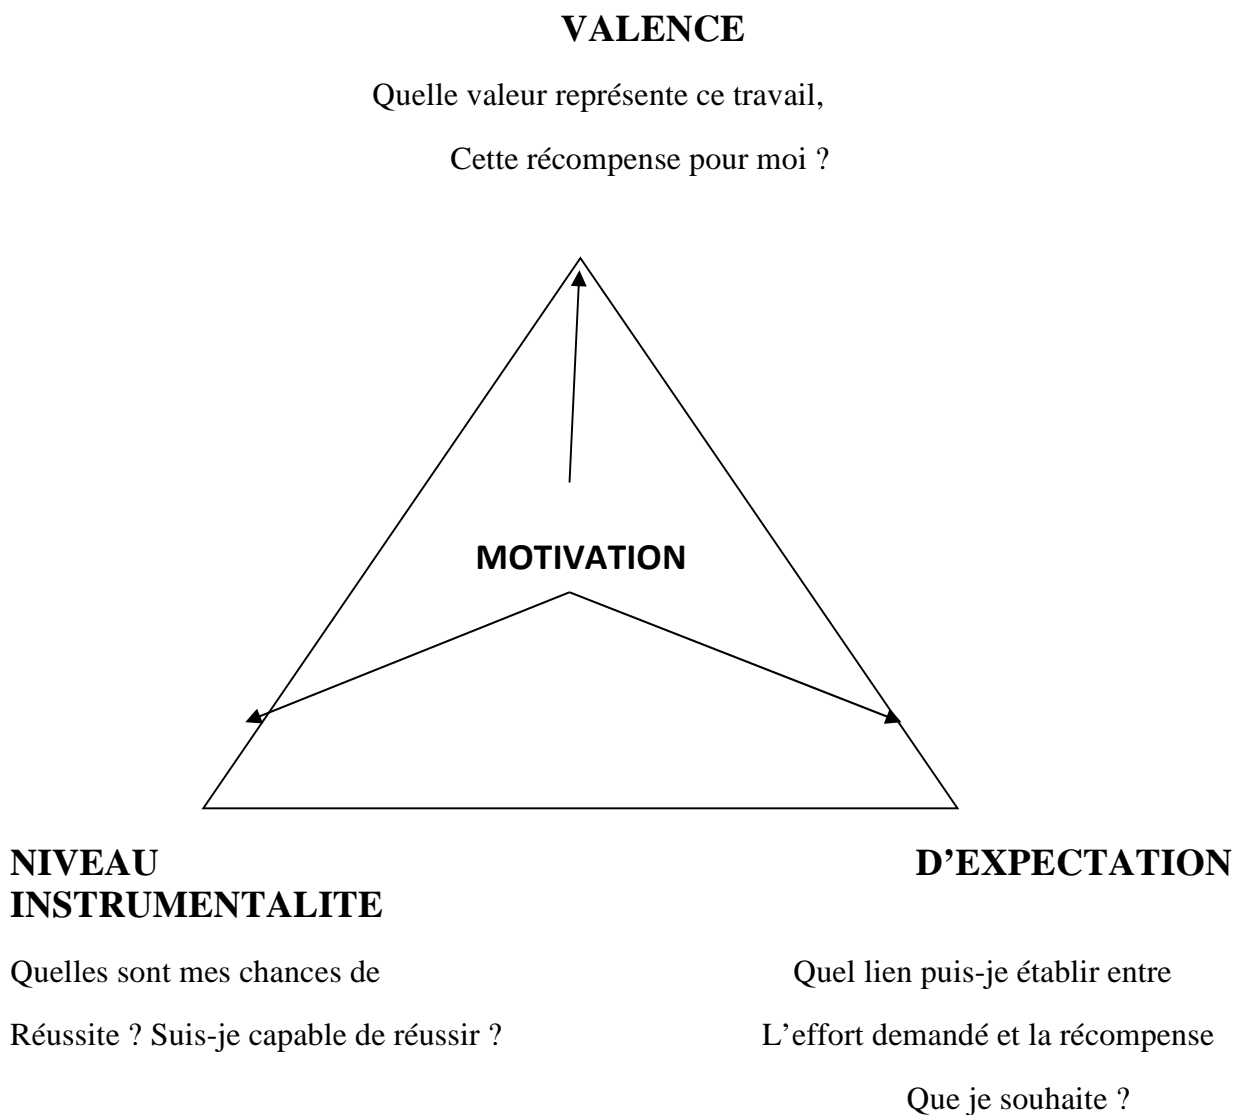 VALENCE
Quelle valeur représente ce travail,
Cette récompense pour moi ?
MOTIVATION
NIVEAU D'EXPECTATION
INSTRUMENTALITE
Quelles sont mes chances de Quel lien puis-je établir entre
Réussite ? Suis-je capable de réussir ? L'effort demandé et la récompense
Que je souhaite ?